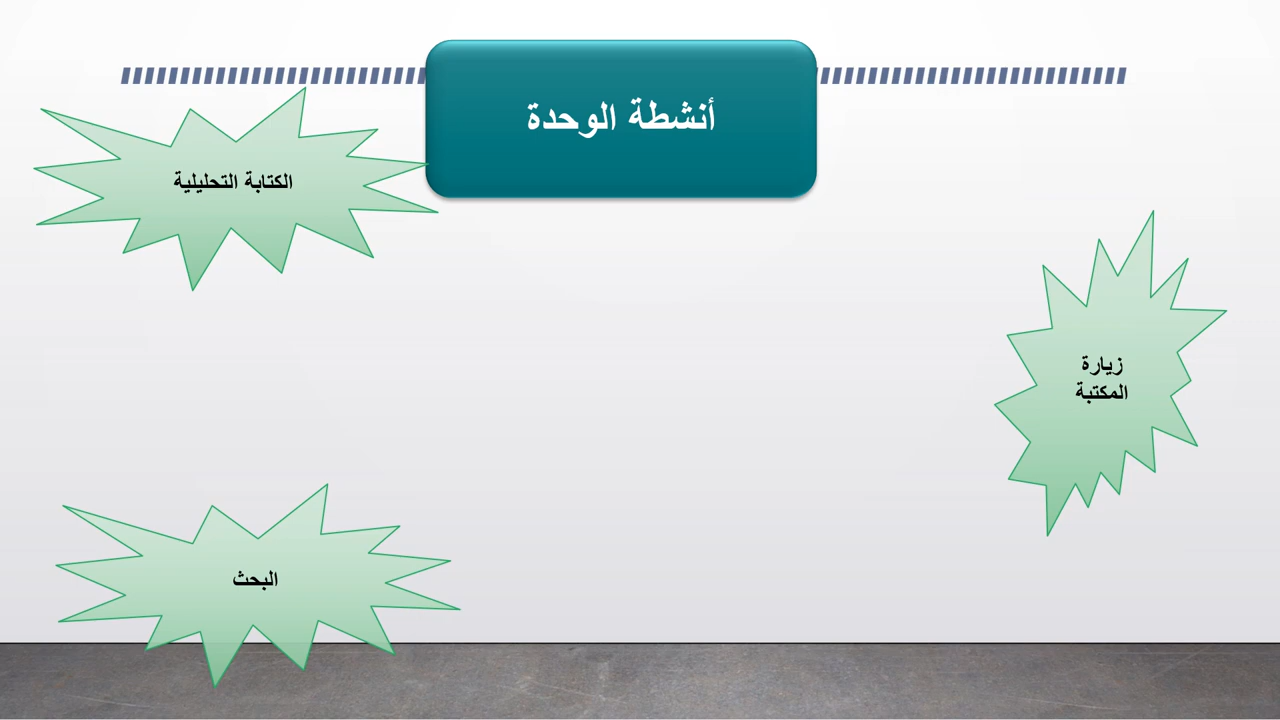 أنشطة الوحدة
الكتابة التحليلية
زيارة
المكتبة
البحث